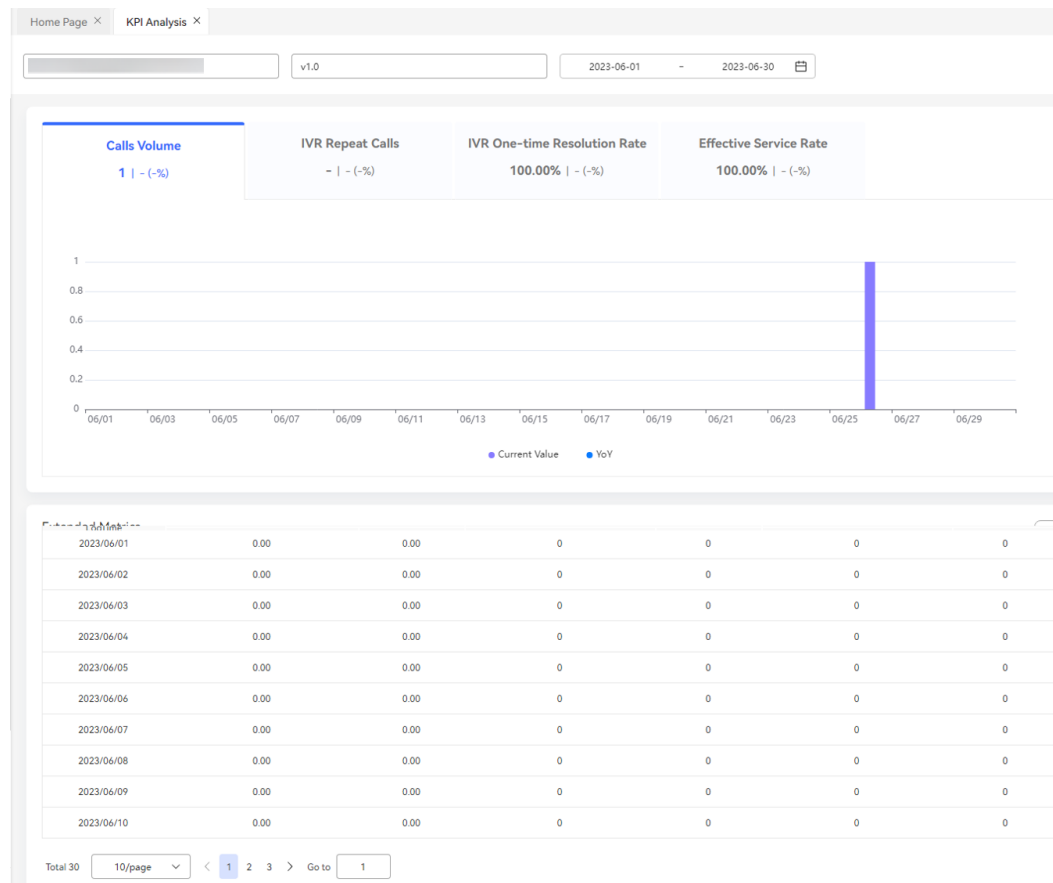 Home Page × KPI Analysis ×
v1.0 2023-06-01 - 2023-06-30
Calls Volume IVR Repeat Calls IVR One-time Resolution Rate Effective Service Rate
1 | - (-%) - | - (-%) 100.00% | - (-%) 100.00% | - (-%)
1
0.8
0.6
0.4
0.2
0
06/01 06/03 06/05 06/07 06/09 06/11 06/13 06/15 06/17 06/19 06/21 06/23 06/25 06/27 06/29
Current Value YoY
Extended Metrics
2023/06/01 0.00 0.00 0 0 0 0
2023/06/02 0.00 0.00 0 0 0 0
2023/06/03 0.00 0.00 0 0 0 0
2023/06/04 0.00 0.00 0 0 0 0
2023/06/05 0.00 0.00 0 0 0 0
2023/06/06 0.00 0.00 0 0 0 0
2023/06/07 0.00 0.00 0 0 0 0
2023/06/08 0.00 0.00 0 0 0 0
2023/06/09 0.00 0.00 0 0 0 0
2023/06/10 0.00 0.00 0 0 0 0
Total 30 10/page < 1 2 3 > Go to 1